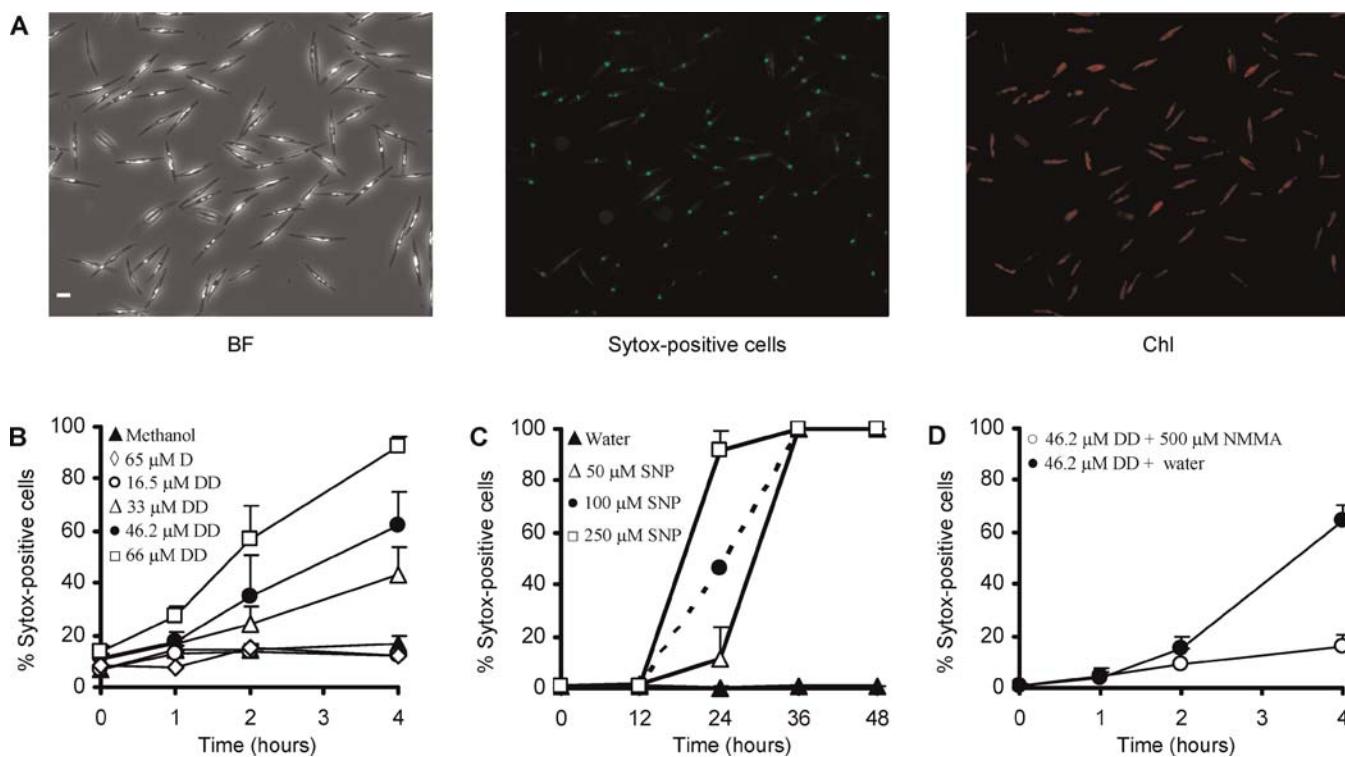 A
BF
Sytox-positive cells
Chl
B
% Sytox-positive cells
100
80
60
40
20
0
▲ Methanol
◇ 65 µM D
○ 16.5 µM DD
△ 33 µM DD
● 46.2 µM DD
□ 66 µM DD
0 1 2 3 4
Time (hours)
C
% Sytox-positive cells
100
80
60
40
20
0
▲ Water
△ 50 µM SNP
● 100 µM SNP
□ 250 µM SNP
0 12 24 36 48
Time (hours)
D
% Sytox-positive cells
100
80
60
40
20
0
○ 46.2 µM DD + 500 µM NMMA
● 46.2 µM DD + water
0 1 2 3 4
Time (hours)